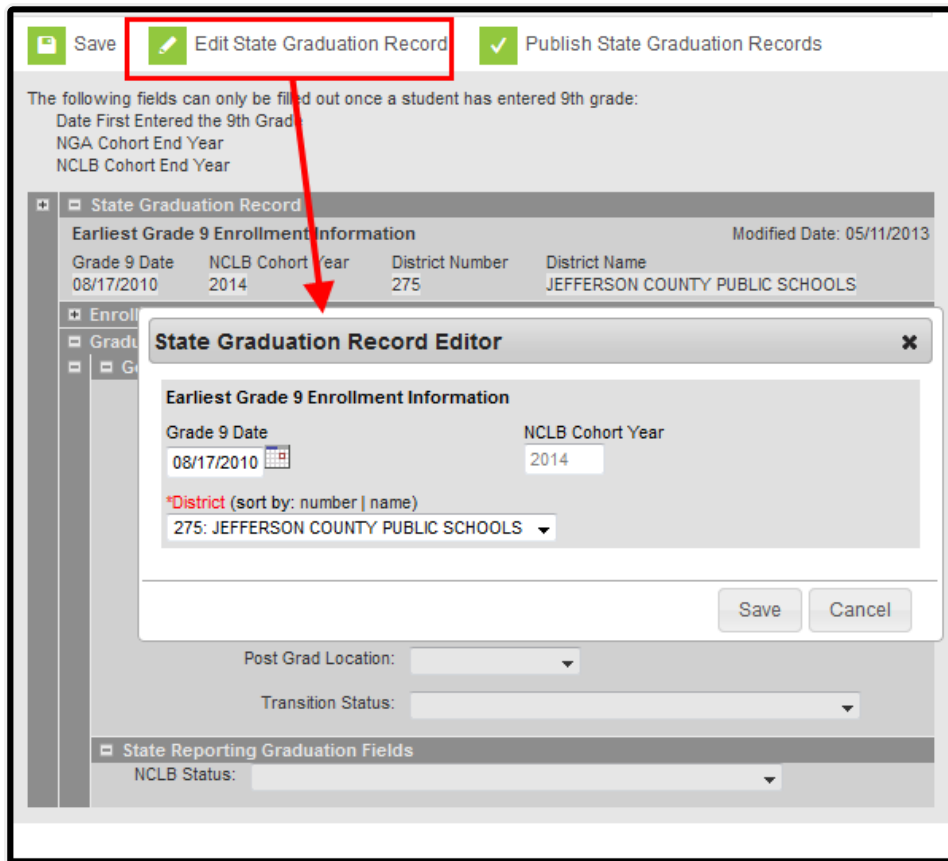 Save Edit State Graduation Record Publish State Graduation Records
The following fields can only be filled out once a student has entered 9th grade:
Date First Entered the 9th Grade
NGA Cohort End Year
NCLB Cohort End Year
State Graduation Record
Earliest Grade 9 Enrollment Information Modified Date: 05/11/2013
Grade 9 Date NCLB Cohort Year District Number District Name
08/17/2010 2014 275 JEFFERSON COUNTY PUBLIC SCHOOLS
State Graduation Record Editor
Earliest Grade 9 Enrollment Information
Grade 9 Date NCLB Cohort Year
08/17/2010 2014
*District (sort by: number | name)
275: JEFFERSON COUNTY PUBLIC SCHOOLS
Save Cancel
Post Grad Location:
Transition Status:
State Reporting Graduation Fields
NCLB Status: